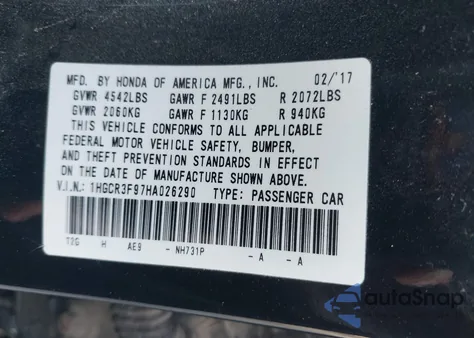 MFD. BY HONDA OF AMERICA MFG., INC. 02/'17
GVWR 4542LBS GAWR F 2491LBS R 2072LBS
GVWR 2060KG GAWR F 1130KG R 940KG
THIS VEHICLE CONFORMS TO ALL APPLICABLE
FEDERAL MOTOR VEHICLE SAFETY, BUMPER,
AND THEFT PREVENTION STANDARDS IN EFFECT
ON THE DATE OF MANUFACTURE SHOWN ABOVE.
V.I.N.: 1HGCR3F97HA026290 TYPE: PASSENGER CAR
T3G H AE9 - NH731P - A - A
autoSnap